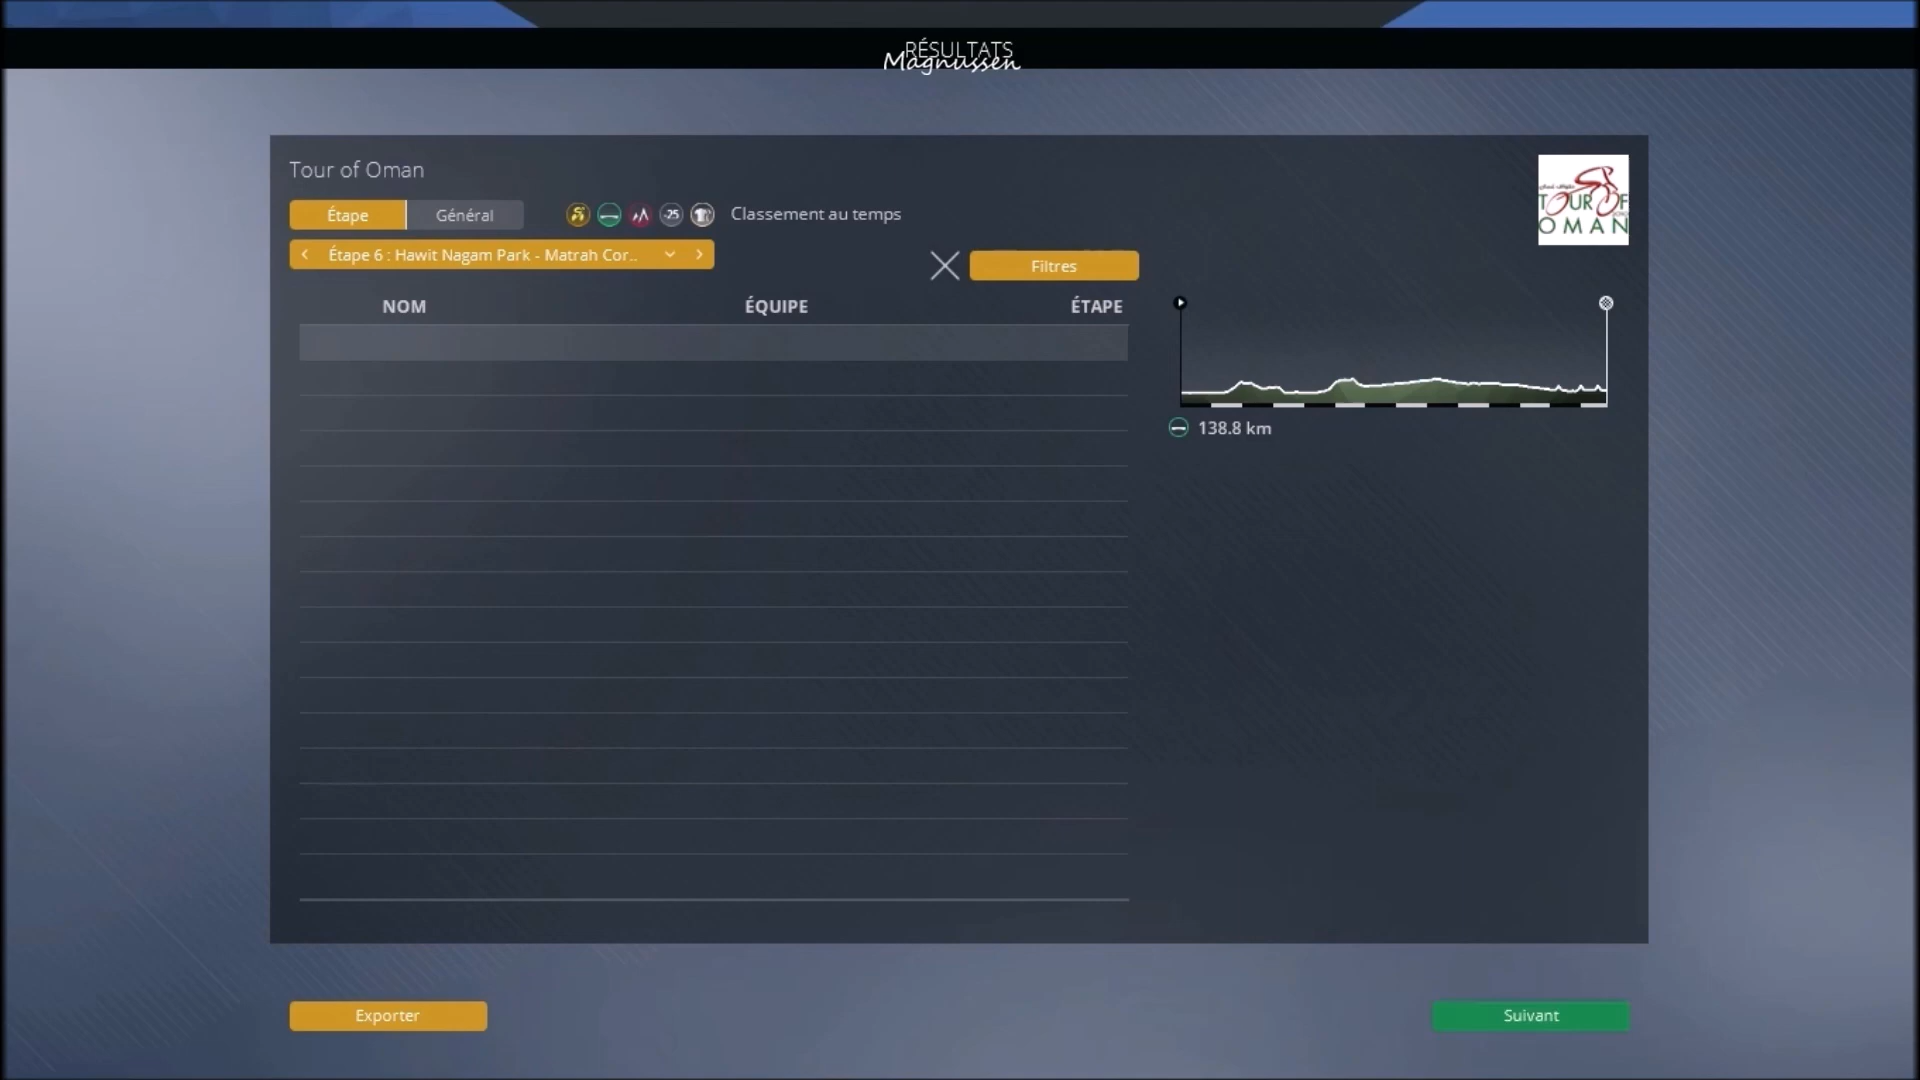 RÉSULTATS
Magnussen
Tour of Oman
Étape
Général
-25
Classement au temps
Étape 6 : Hawit Nagam Park - Matrah Cor..
Filtres
TOUR OF
OMAN
NOM
ÉQUIPE
ÉTAPE
138.8 km
Exporter
Suivant